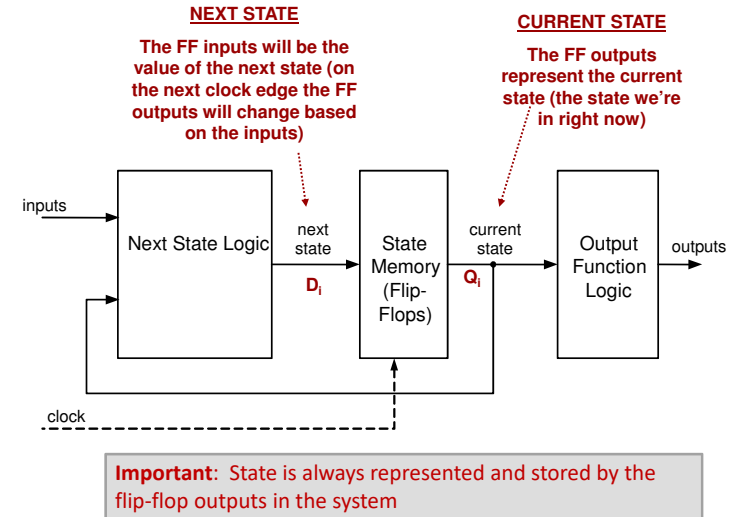 NEXT STATE
The FF inputs will be the
value of the next state (on
the next clock edge the FF
outputs will change based
on the inputs)
CURRENT STATE
The FF outputs
represent the current
state (the state we're
in right now)
inputs
Next State Logic
next
state
Di
State
Memory
(Flip-
Flops)
current
state
Qi
Output
Function
Logic
outputs
clock
Important: State is always represented and stored by the
flip-flop outputs in the system